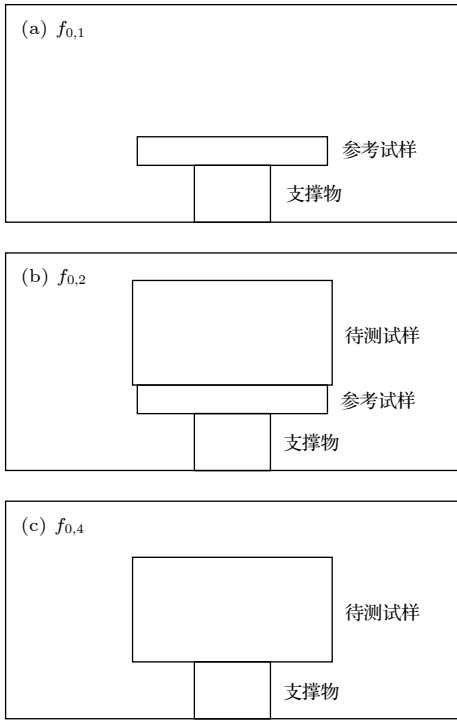 (a) f0,1
参考试样
支撑物
(b) f0,2
待测试样
参考试样
支撑物
(c) f0,4
待测试样
支撑物